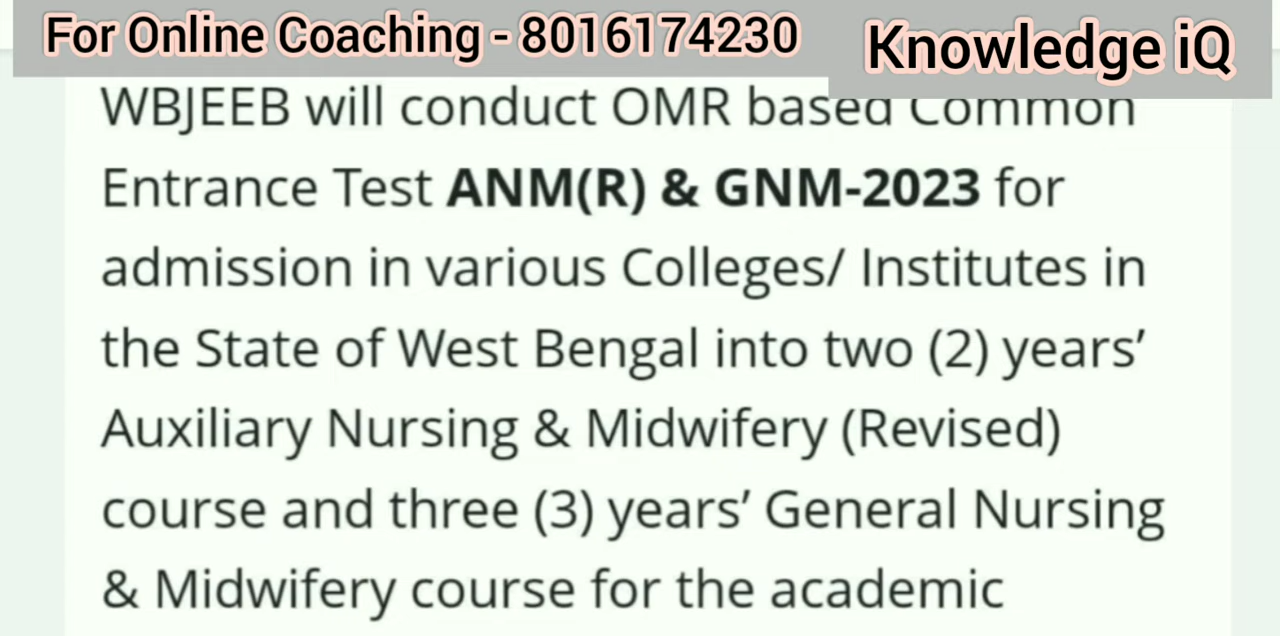 For Online Coaching - 8016174230
Knowledge iQ
WBJEEB will conduct OMR based Common
Entrance Test ANM(R) & GNM-2023 for
admission in various Colleges/ Institutes in
the State of West Bengal into two (2) years’
Auxiliary Nursing & Midwifery (Revised)
course and three (3) years’ General Nursing
& Midwifery course for the academic